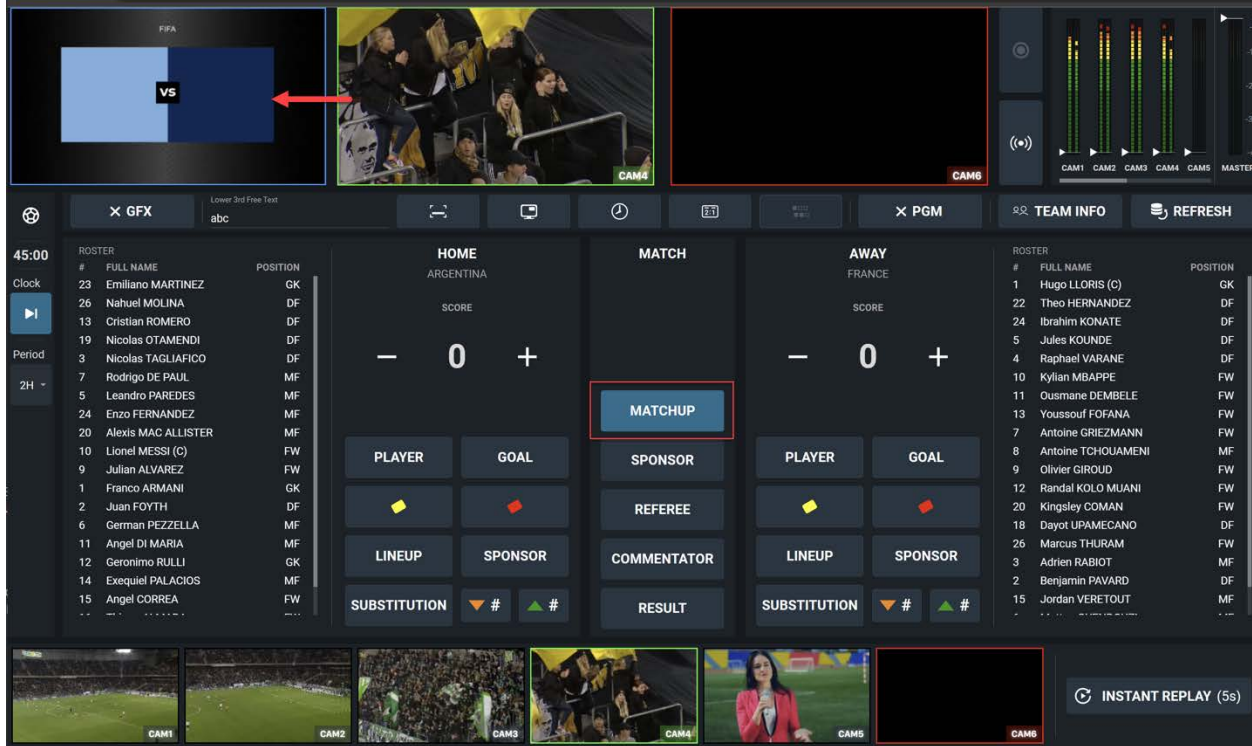 FIFA
VS
CAM4
CAM6
CAM1 CAM2 CAM3 CAM4 CAM5 MASTER
× GFX
Lower 3rd Free Text
abc
2:1
× PGM
TEAM INFO
REFRESH
45:00
Clock
Period
2H
ROSTER
# FULL NAME POSITION
23 Emiliano MARTINEZ GK
26 Nahuel MOLINA DF
13 Cristian ROMERO DF
19 Nicolas OTAMENDI DF
3 Nicolas TAGLIAFICO DF
7 Rodrigo DE PAUL MF
5 Leandro PAREDES MF
24 Enzo FERNANDEZ MF
20 Alexis MAC ALLISTER MF
10 Lionel MESSI (C) FW
9 Julian ALVAREZ FW
1 Franco ARMANI GK
2 Juan FOYTH DF
6 German PEZZELLA MF
11 Angel DI MARIA MF
12 Geronimo RULLI GK
14 Exequiel PALACIOS MF
15 Angel CORREA FW
HOME
ARGENTINA
SCORE
− 0 +
PLAYER GOAL
LINEUP SPONSOR
SUBSTITUTION # #
MATCH
MATCHUP
SPONSOR
REFEREE
COMMENTATOR
RESULT
AWAY
FRANCE
SCORE
− 0 +
PLAYER GOAL
LINEUP SPONSOR
SUBSTITUTION # #
ROSTER
# FULL NAME POSITION
1 Hugo LLORIS (C) GK
22 Theo HERNANDEZ DF
24 Ibrahim KONATE DF
5 Jules KOUNDE DF
4 Raphael VARANE DF
10 Kylian MBAPPE FW
11 Ousmane DEMBELE FW
13 Youssouf FOFANA FW
7 Antoine GRIEZMANN FW
8 Antoine TCHOUAMENI MF
9 Olivier GIROUD FW
12 Randal KOLO MUANI FW
20 Kingsley COMAN FW
18 Dayot UPAMECANO DF
26 Marcus THURAM FW
3 Adrien RABIOT MF
2 Benjamin PAVARD DF
15 Jordan VERETOUT MF
CAM1
CAM2
CAM3
CAM4
CAM5
CAM6
INSTANT REPLAY (5s)